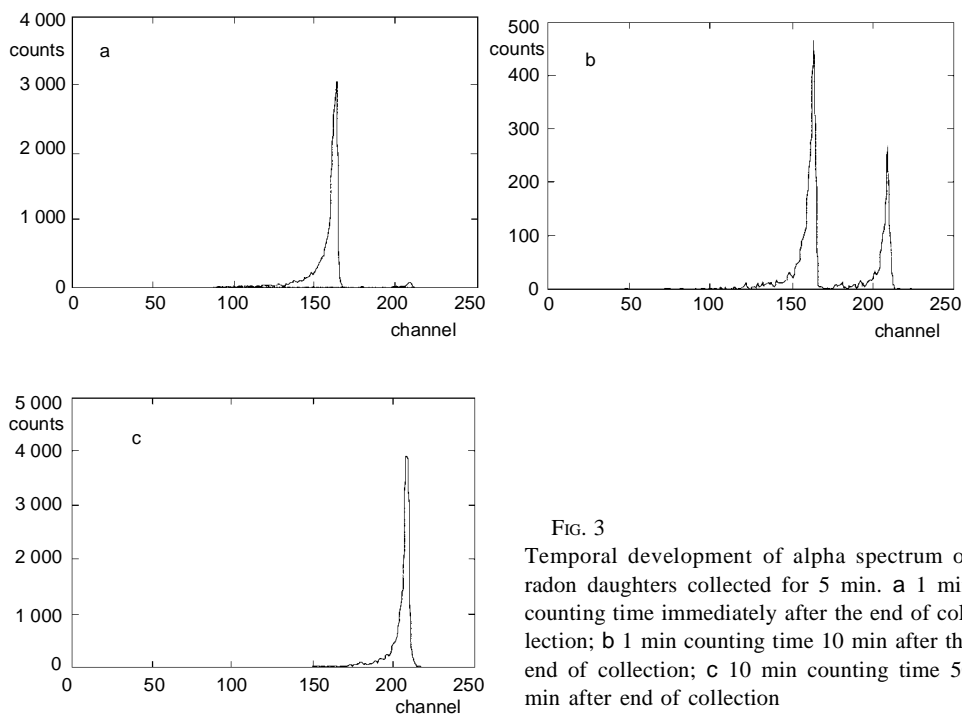 4 000
counts
a
3 000
2 000
1 000
0
0 50 100 150 200 250
channel
500
counts
b
400
300
200
100
0
0 50 100 150 200 250
channel
5 000
counts
c
4 000
3 000
2 000
1 000
0
0 50 100 150 200 250
channel
FIG. 3
Temporal development of alpha spectrum o
radon daughters collected for 5 min. a 1 mi
counting time immediately after the end of col
lection; b 1 min counting time 10 min after th
end of collection; c 10 min counting time 5
min after end of collection